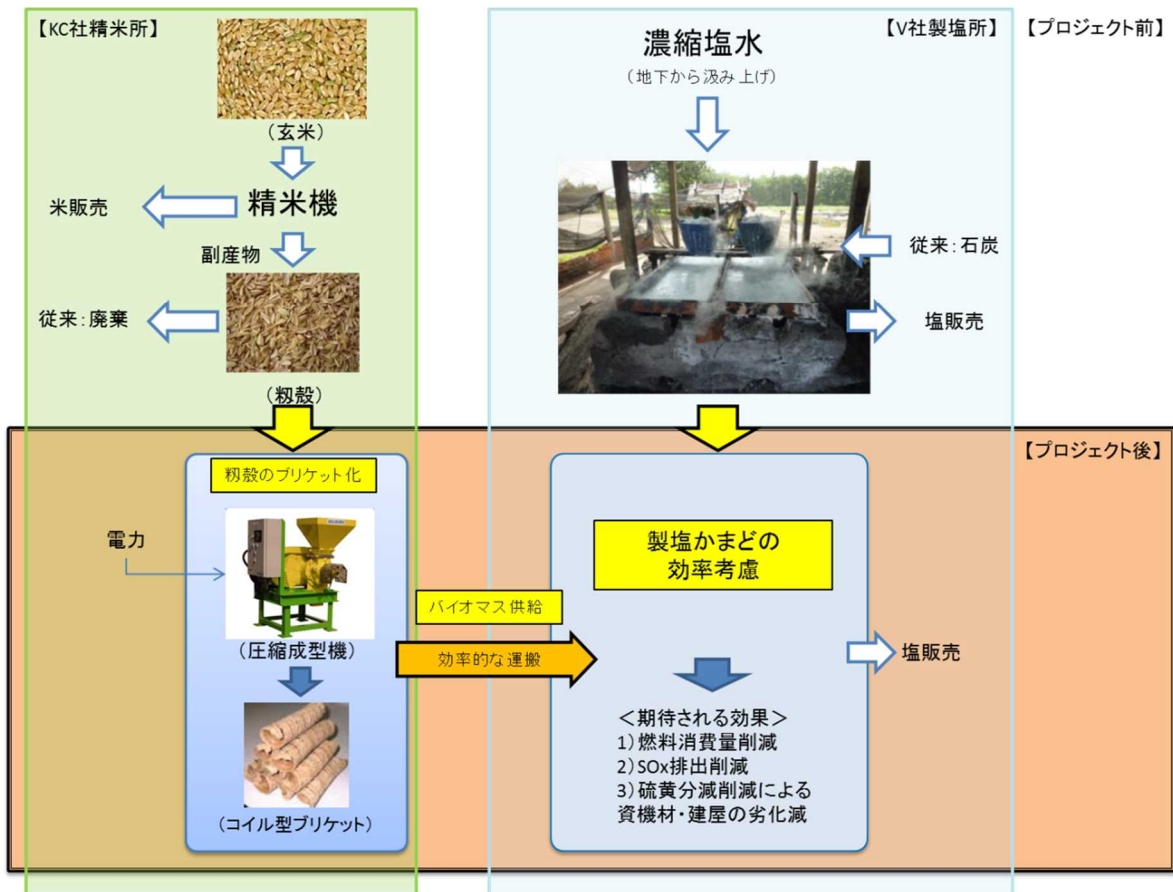 【KC社精米所】
(玄米)
精米機
米販売
副産物
従来：廃棄
(籾殻)
【V社製塩所】
【プロジェクト前】
濃縮塩水
(地下から汲み上げ)
従来：石炭
塩販売
【プロジェクト後】
籾殻のブリケット化
電力
(圧縮成型機)
(コイル型ブリケット)
バイオマス供給
効率的な運搬
製塩かまどの
効率考慮
塩販売
＜期待される効果＞
1)燃料消費量削減
2)SOx排出削減
3)硫黄分減削減による
資機材・建屋の劣化減